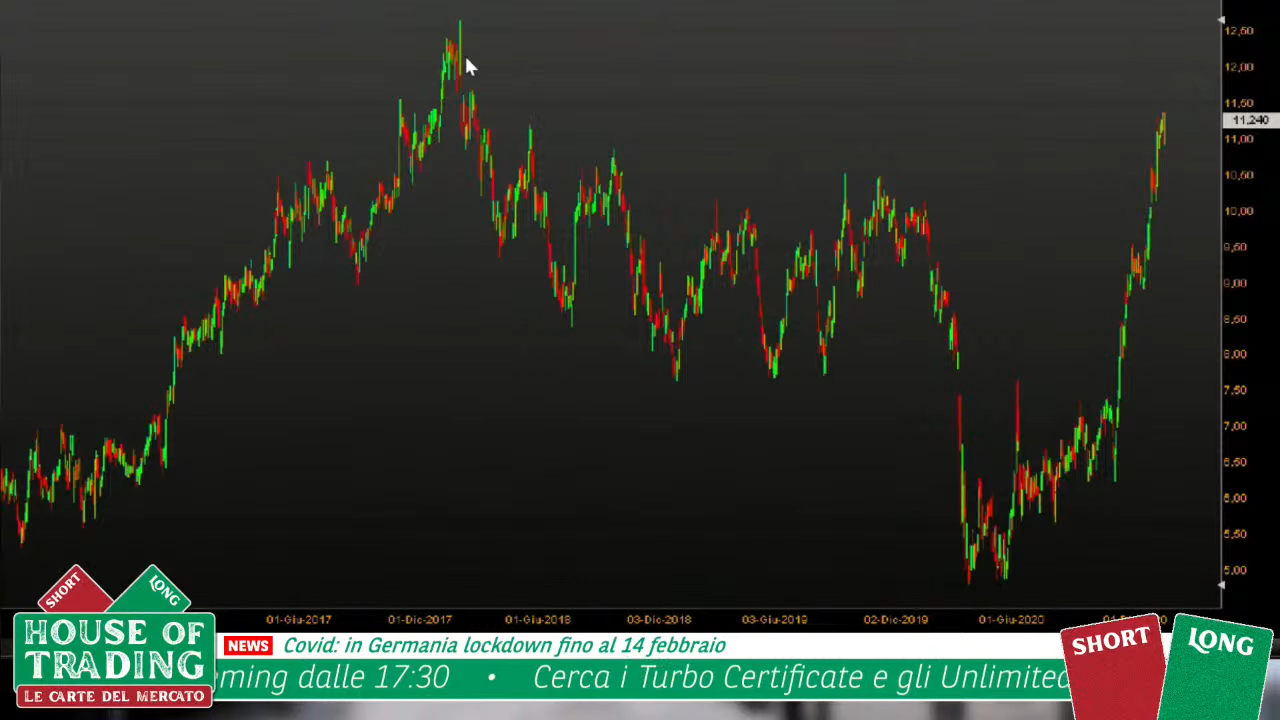 12,50
12,00
11,50
11,240
11,00
10,50
10,00
9,50
9,00
8,50
8,00
7,50
7,00
6,50
6,00
5,50
5,00
01-Giu-2017 01-Dic-2017 01-Giu-2018 03-Dic-2018 03-Giu-2019 02-Dic-2019 01-Giu-2020
SHORT LONG
HOUSE OF
TRADING
LE CARTE DEL MERCATO
NEWS Covid: in Germania lockdown fino al 14 febbraio
ming dalle 17:30 • Cerca i Turbo Certificate e gli Unlimited
SHORT LONG